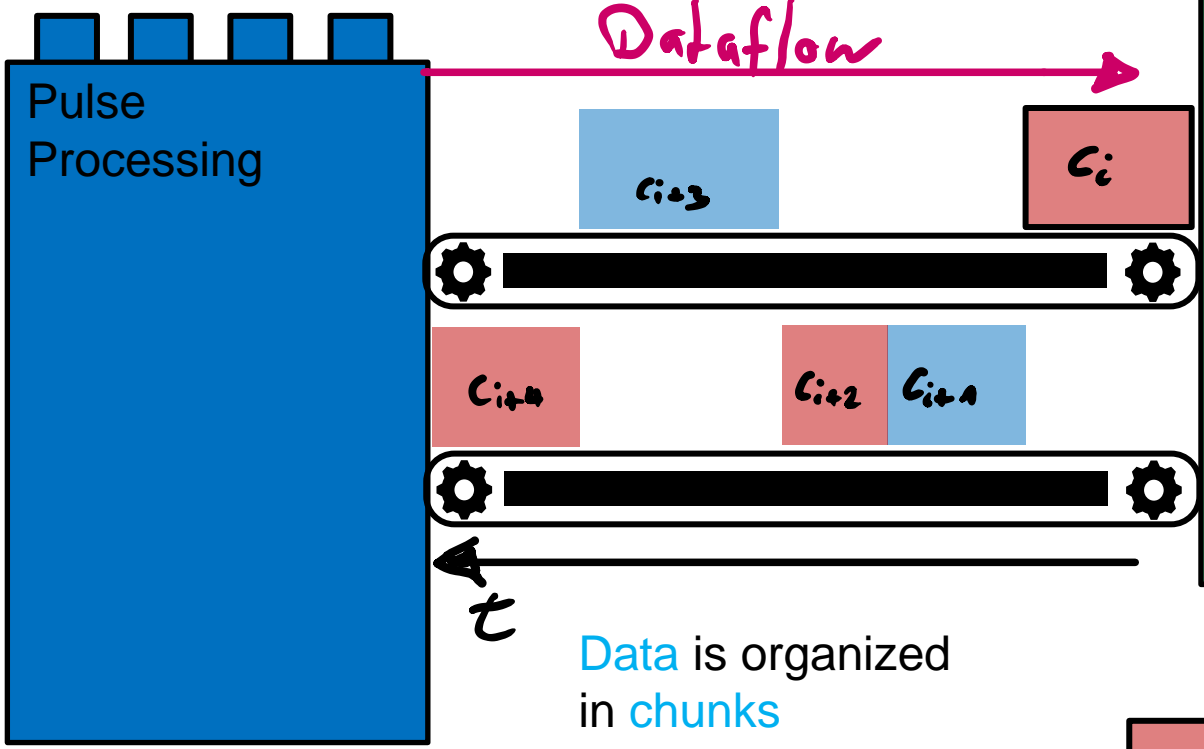 Dataflow
Pulse
Processing
Ci+3
Ci
Ci+4
Ci+2
Ci+1
t
Data is organized
in chunks